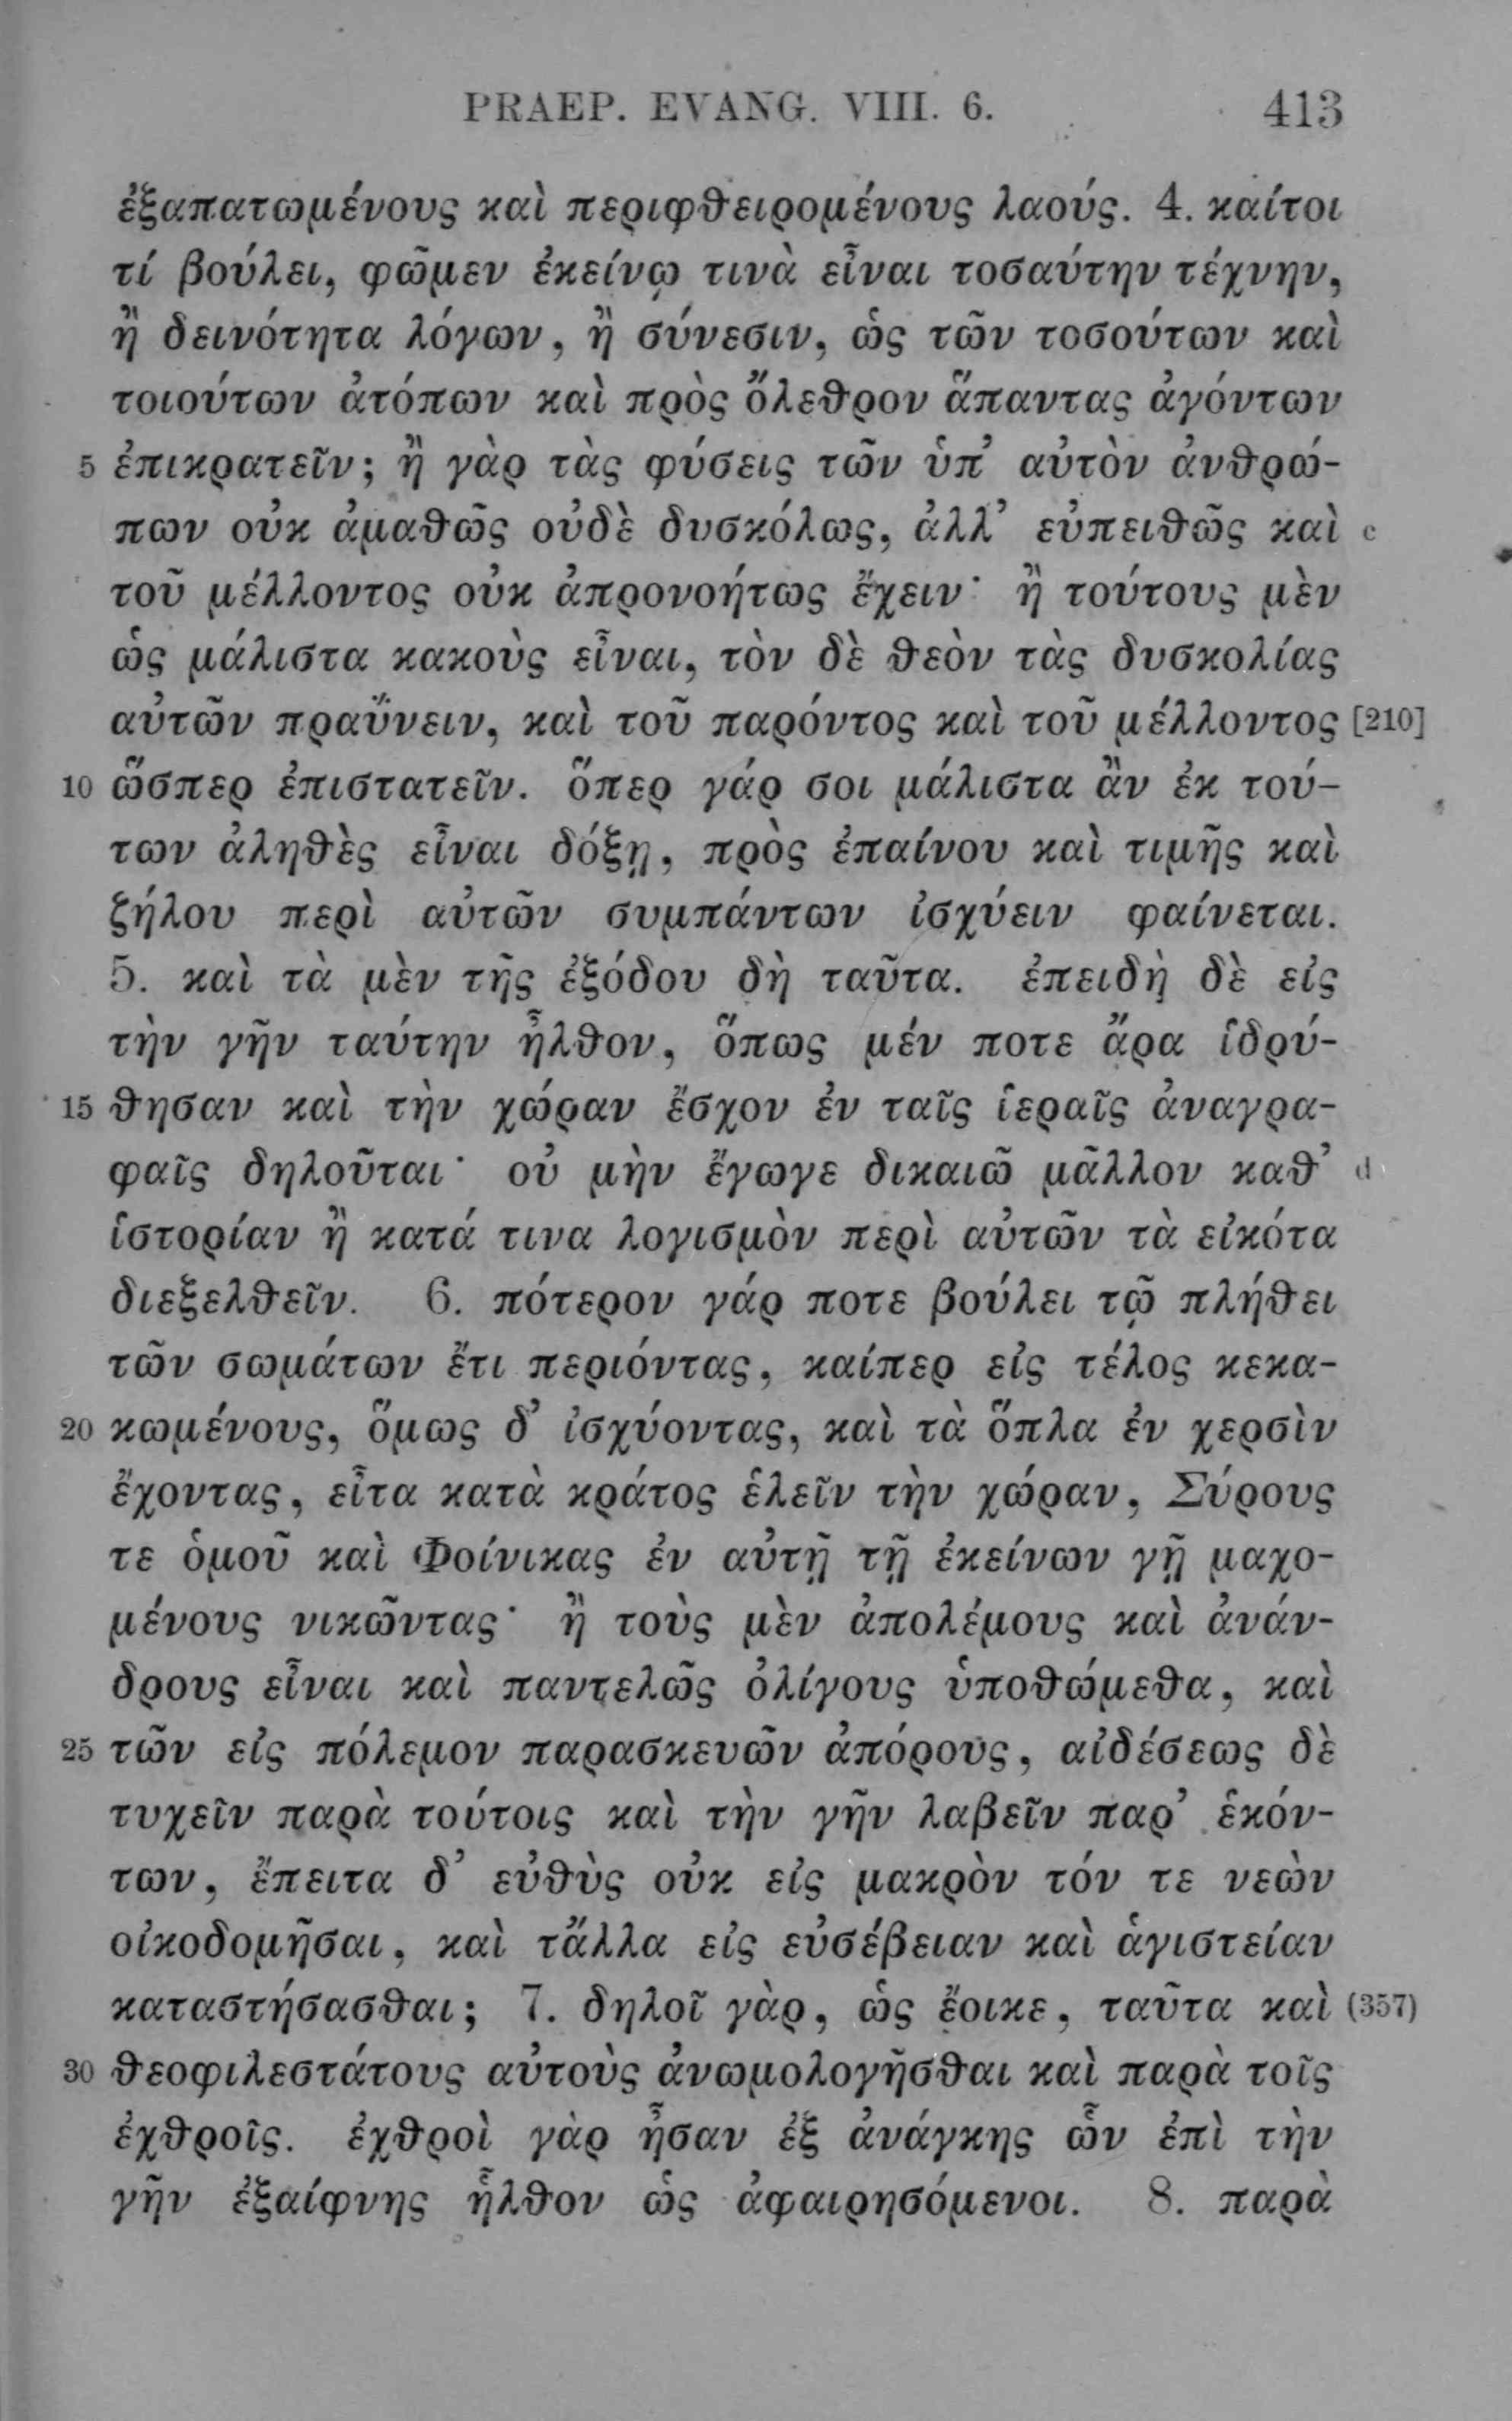 PRAEP. EVANG. VIII. 6. 413
ἐξαπατωμένους καὶ περιφθειρομένους λαούς. 4. καίτοι
τί βούλει, φῶμεν ἐκείνῳ τινὰ εἶναι τοσαύτην τέχνην,
ἢ δεινότητα λόγων, ἢ σύνεσιν, ὡς τῶν τοσούτων καὶ
τοιούτων ἀτόπων καὶ πρὸς ὄλεθρον ἅπαντας ἀγόντων
5 ἐπικρατεῖν; ἢ γὰρ τὰς φύσεις τῶν ὑπ’ αὐτὸν ἀνθρώ-
πων οὐκ ἀμαθῶς οὐδὲ δυσκόλως, ἀλλ’ εὐπειθῶς καὶ c
τοῦ μέλλοντος οὐκ ἀπρονοήτως ἔχειν· ἢ τούτους μὲν
ὡς μάλιστα κακοὺς εἶναι, τὸν δὲ θεὸν τὰς δυσκολίας
αὐτῶν πραΰνειν, καὶ τοῦ παρόντος καὶ τοῦ μέλλοντος [210]
10 ὥσπερ ἐπιστατεῖν. ὅπερ γάρ σοι μάλιστα ἂν ἐκ τού-
των ἀληθὲς εἶναι δόξῃ, πρὸς ἐπαίνου καὶ τιμῆς καὶ
ζήλου περὶ αὐτῶν συμπάντων ἰσχύειν φαίνεται.
5. καὶ τὰ μὲν τῆς ἐξόδου δὴ ταῦτα. ἐπειδὴ δὲ εἰς
τὴν γῆν ταύτην ἦλθον, ὅπως μέν ποτε ἄρα ἱδρύ-
15 θησαν καὶ τὴν χώραν ἔσχον ἐν ταῖς ἱεραῖς ἀναγρα-
φαῖς δηλοῦται· οὐ μὴν ἔγωγε δικαιῶ μᾶλλον καθ’ d
ἱστορίαν ἢ κατά τινα λογισμὸν περὶ αὐτῶν τὰ εἰκότα
διεξελθεῖν. 6. πότερον γάρ ποτε βούλει τῷ πλήθει
τῶν σωμάτων ἔτι περιόντας, καίπερ εἰς τέλος κεκα-
20 κωμένους, ὅμως δ’ ἰσχύοντας, καὶ τὰ ὅπλα ἐν χερσὶν
ἔχοντας, εἶτα κατὰ κράτος ἑλεῖν τὴν χώραν, Σύρους
τε ὁμοῦ καὶ Φοίνικας ἐν αὐτῇ τῇ ἐκείνων γῇ μαχο-
μένους νικῶντας· ἢ τοὺς μὲν ἀπολέμους καὶ ἀνάν-
δρους εἶναι καὶ παντελῶς ὀλίγους ὑποθώμεθα, καὶ
25 τῶν εἰς πόλεμον παρασκευῶν ἀπόρους, αἰδέσεως δὲ
τυχεῖν παρὰ τούτοις καὶ τὴν γῆν λαβεῖν παρ’ ἑκόν-
των, ἔπειτα δ’ εὐθὺς οὐκ εἰς μακρὸν τόν τε νεὼν
οἰκοδομῆσαι, καὶ τἄλλα εἰς εὐσέβειαν καὶ ἁγιστείαν
καταστήσασθαι; 7. δηλοῖ γὰρ, ὡς ἔοικε, ταῦτα καὶ (357)
30 θεοφιλεστάτους αὐτοὺς ἀνωμολογῆσθαι καὶ παρὰ τοῖς
ἐχθροῖς. ἐχθροὶ γὰρ ἦσαν ἐξ ἀνάγκης ὧν ἐπὶ τὴν
γῆν ἐξαίφνης ἦλθον ὡς ἀφαιρησόμενοι. 8. παρὰ